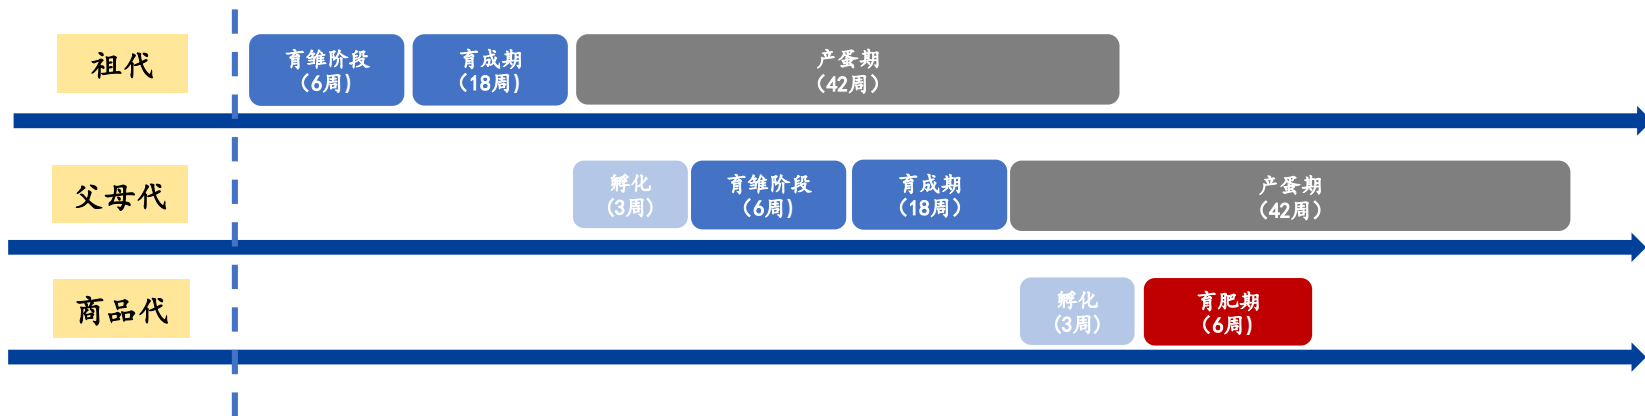 祖代
育雏阶段
（6周）
育成期
（18周）
产蛋期
（42周）
父母代
孵化
（3周）
育雏阶段
（6周）
育成期
（18周）
产蛋期
（42周）
商品代
孵化
（3周）
育肥期
（6周）